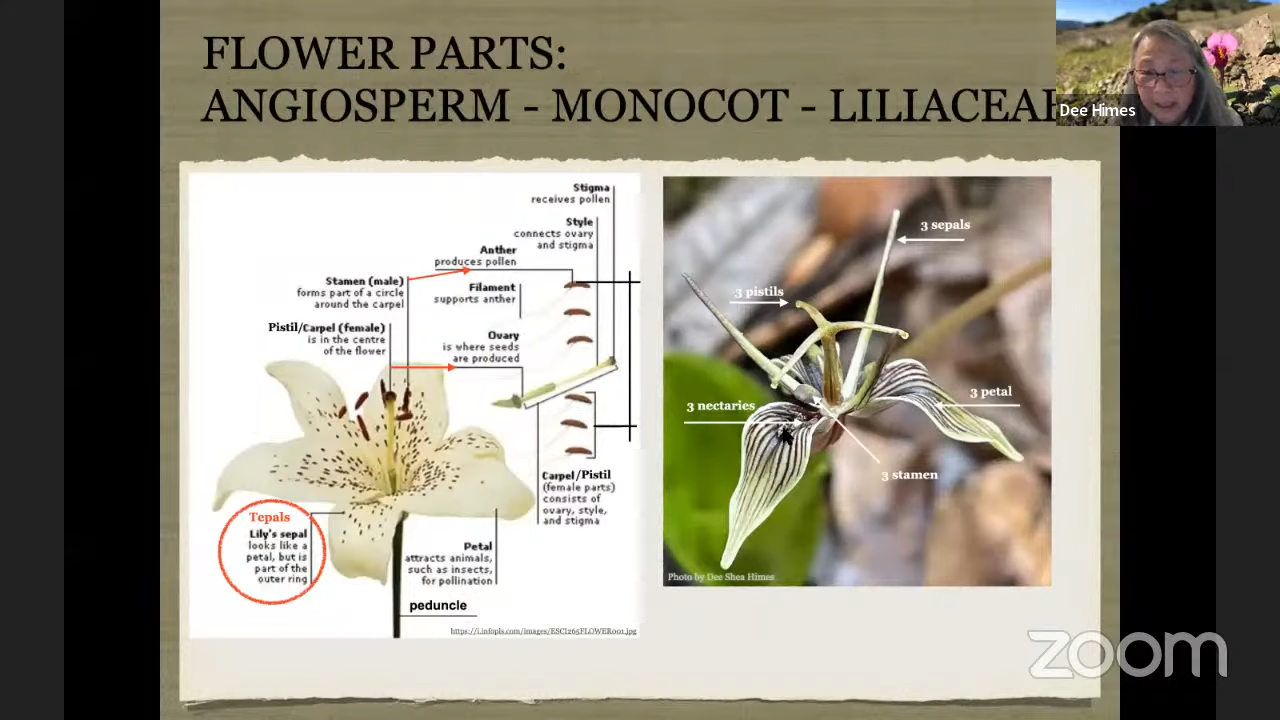 FLOWER PARTS:
ANGIOSPERM - MONOCOT - LILIACEAE
Dee Himes
Stigma
receives pollen
Style
connects ovary
and stigma
Anther
produces pollen
Stamen (male)
forms part of a circle
around the carpel
Filament
supports anther
Pistil/Carpel (female)
is in the centre
of the flower
Ovary
is where seeds
are produced
Carpel/Pistil
(female parts)
consists of
ovary, style,
and stigma
Tepals
Lily's sepal
looks like a
petal, but is
part of the
outer ring
Petal
attracts animals,
such as insects,
for pollination
peduncle
https://i.infopls.com/images/ESCI265FLOWER001.jpg
3 sepals
3 pistils
3 petal
3 nectaries
3 stamen
Photo by Dee Shea Himes
zoom